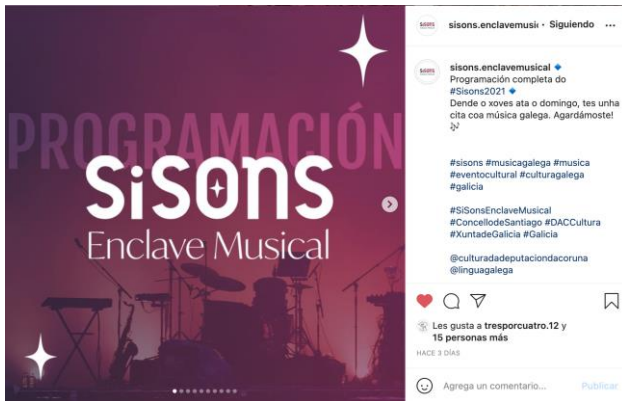 PROGRAMACIÓN
SiSONS
Enclave Musical
sisons.enclavemusi · Siguiendo ...
sisons.enclavemusical
Programación completa do
#Sisons2021
Dende o xoves ata o domingo, tes unha
cita coa música galega. Agardámoste!
#sisons #musicagalega #musica
#eventocultural #culturagalega
#galicia
#SiSonsEnclaveMusical
#ConcellodeSantiago #DACCultura
#XuntadeGalicia #Galicia
@culturadadeputaciondacoruna
@linguagalega
Les gusta a tresporcuatro.12 y
15 personas más
HACE 3 DÍAS
Agrega un comentario... Publicar